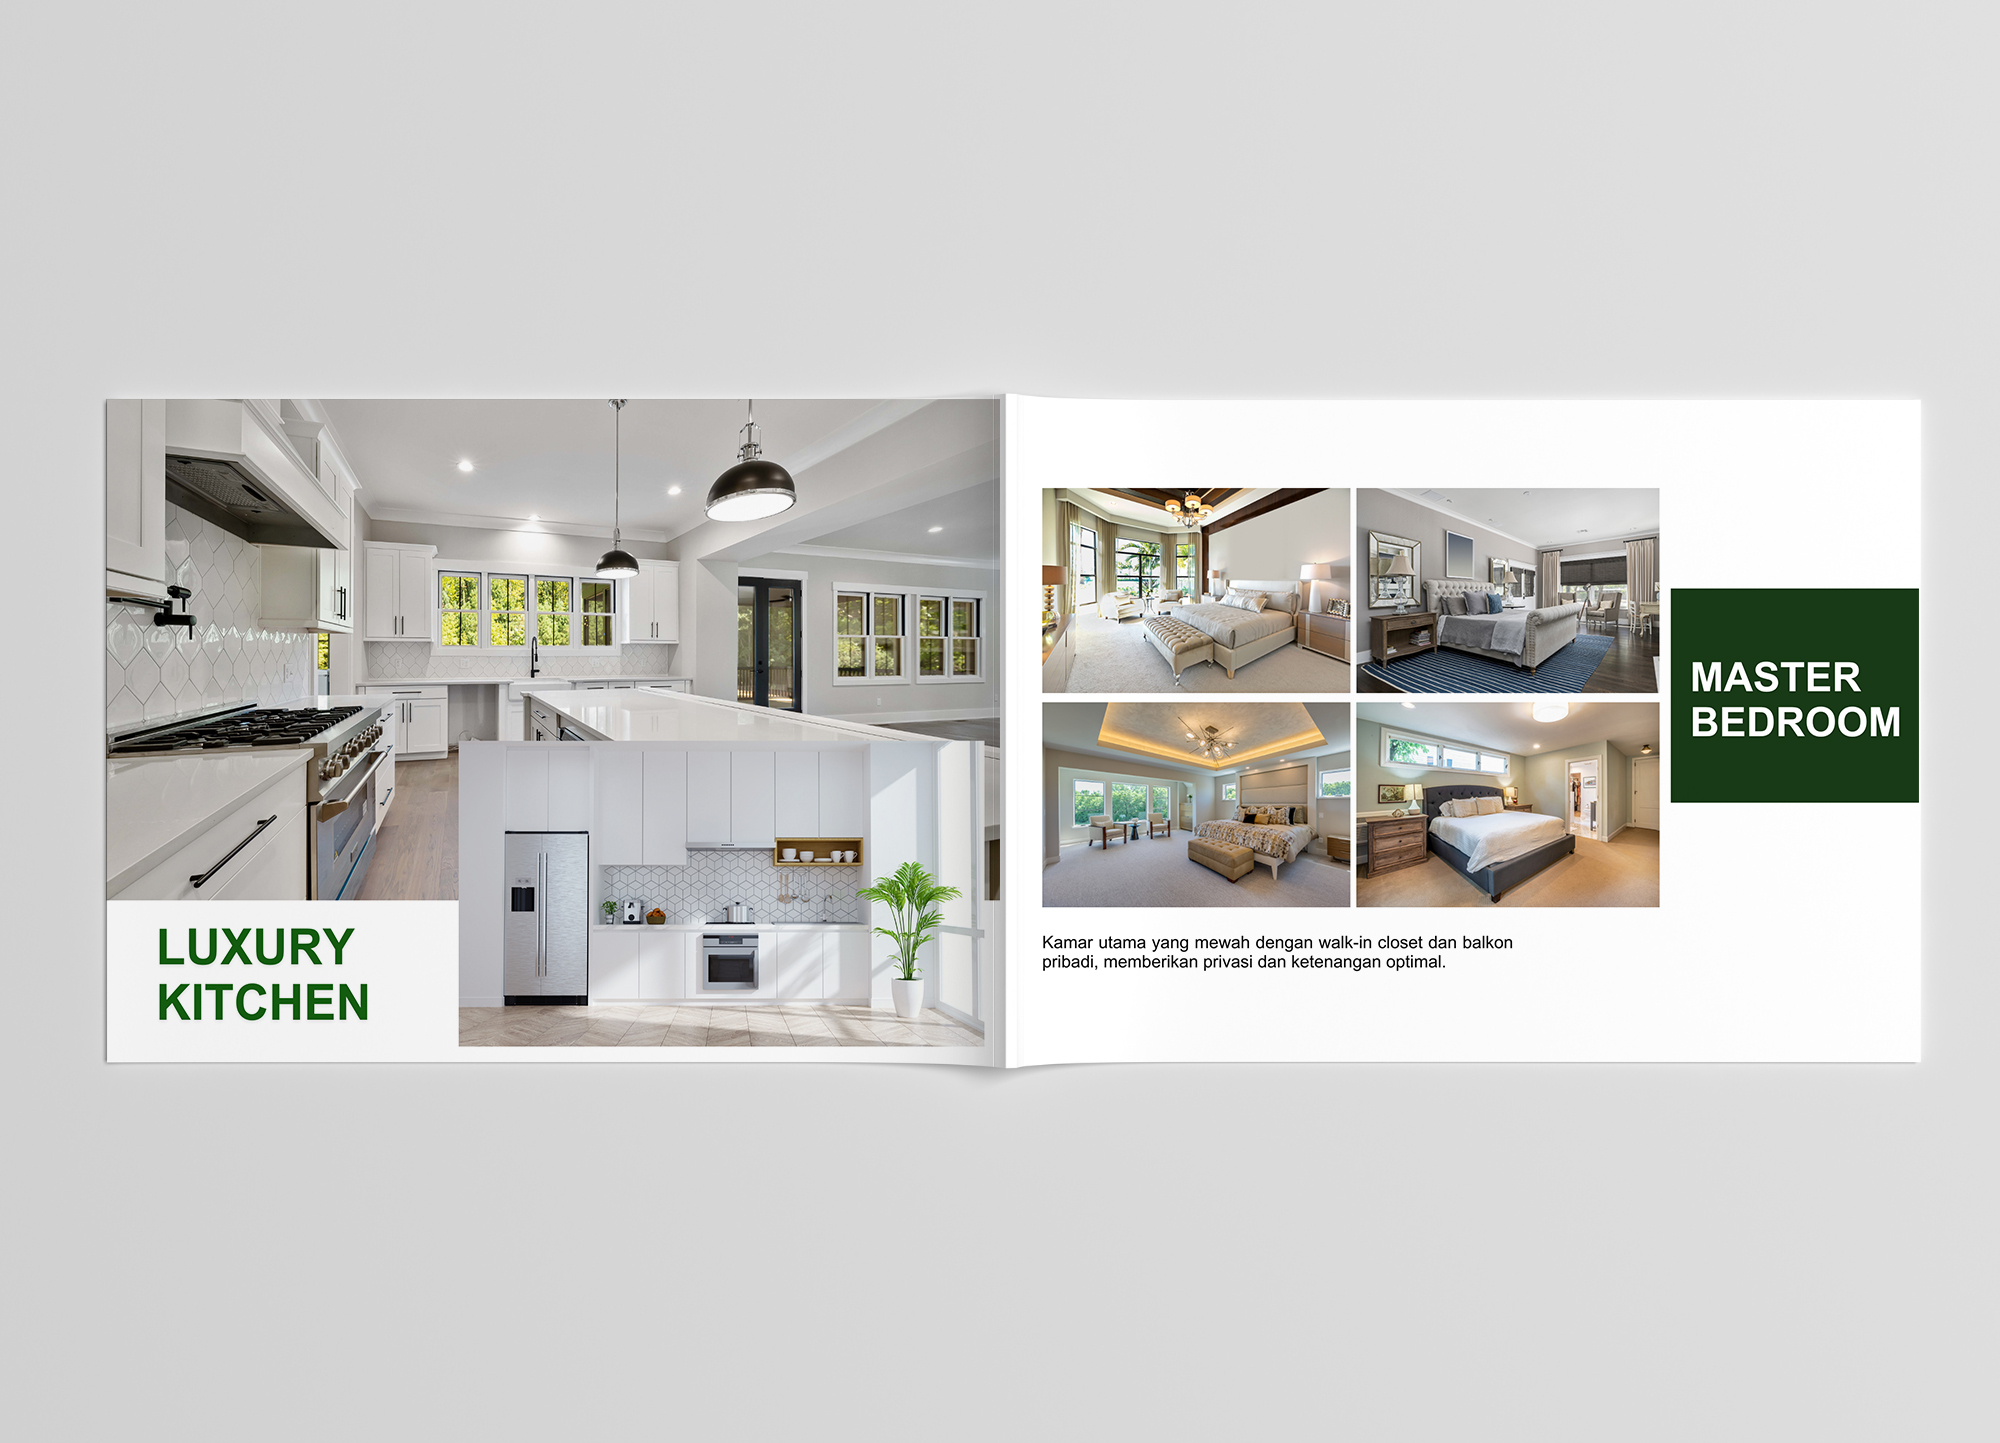 LUXURY
KITCHEN
MASTER
BEDROOM
Kamar utama yang mewah dengan walk-in closet dan balkon
pribadi, memberikan privasi dan ketenangan optimal.